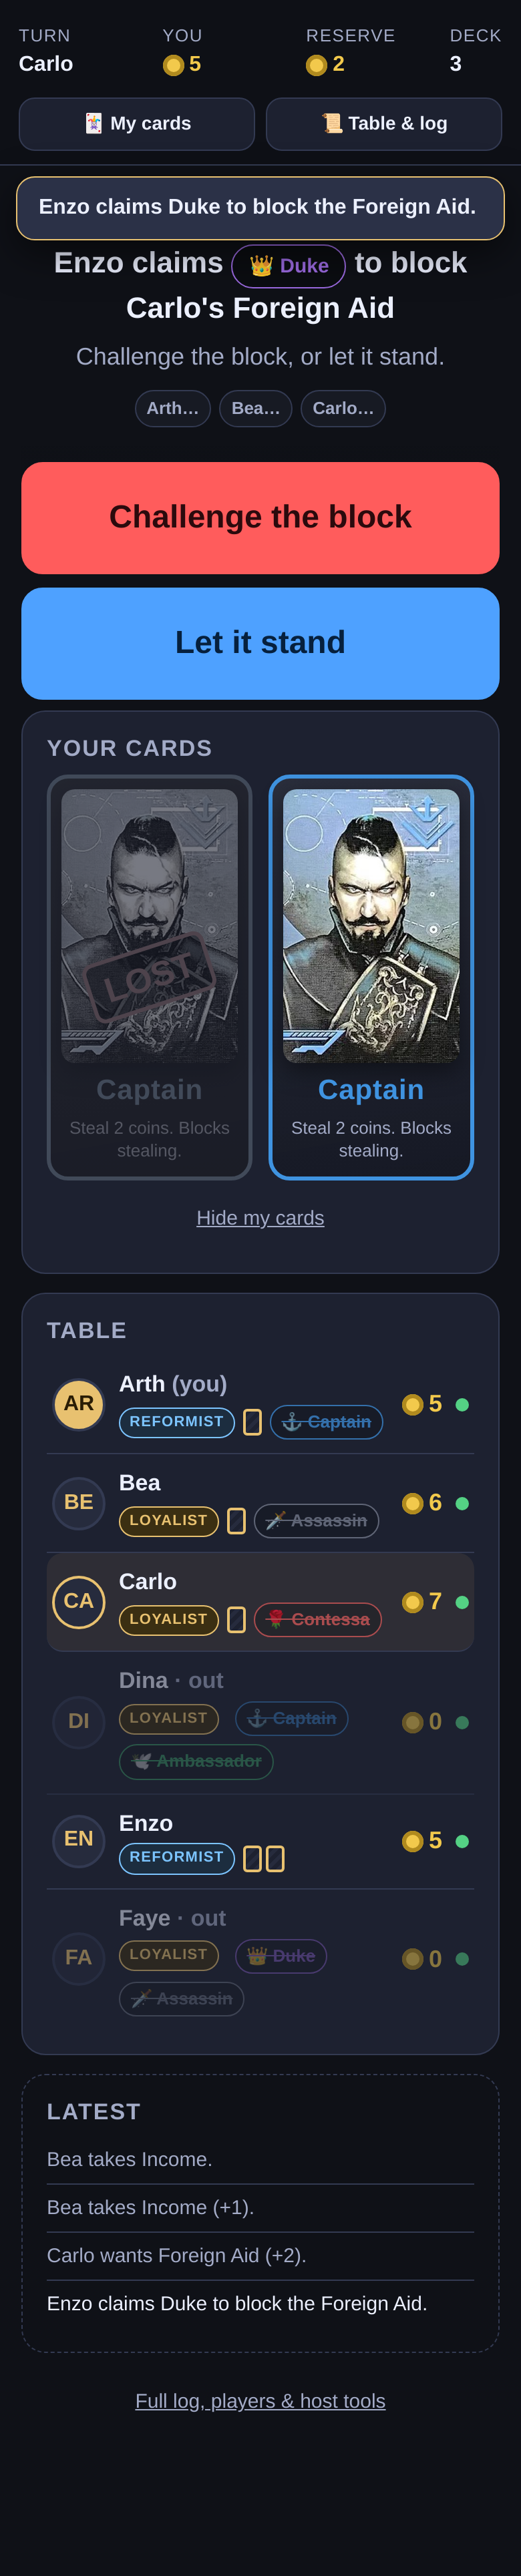 TURN
YOU
RESERVE
DECK
Carlo
5
2
3
🃏 My cards
📜 Table & log
Enzo claims Duke to block the Foreign Aid.
Enzo claims 👑 Duke to block
Carlo's Foreign Aid
Challenge the block, or let it stand.
Arth…
Bea…
Carlo…
Challenge the block
Let it stand
YOUR CARDS
LOST
Captain
Steal 2 coins. Blocks
stealing.
Captain
Steal 2 coins. Blocks
stealing.
Hide my cards
TABLE
AR
Arth (you)
REFORMIST
⚓ Captain
5
BE
Bea
LOYALIST
🗡️ Assassin
6
CA
Carlo
LOYALIST
🌹 Contessa
7
DI
Dina · out
LOYALIST
⚓ Captain
🕊️ Ambassador
0
EN
Enzo
REFORMIST
5
FA
Faye · out
LOYALIST
👑 Duke
🗡️ Assassin
0
LATEST
Bea takes Income.
Bea takes Income (+1).
Carlo wants Foreign Aid (+2).
Enzo claims Duke to block the Foreign Aid.
Full log, players & host tools